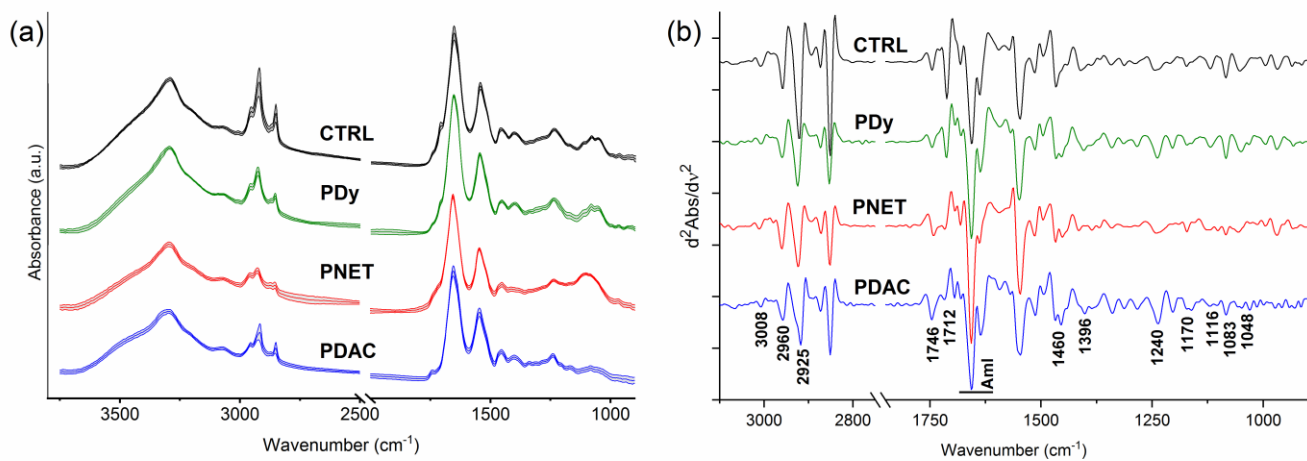 (a)
CTRL
PDy
PNET
PDAC
Absorbance (a.u.)
3500 3000 2500 1500 1000
Wavenumber (cm⁻¹)
(b)
CTRL
PDy
PNET
PDAC
d²Abs/dν²
3008
2960
2925
1746
1712
AmI
1460
1396
1240
1170
1116
1083
1048
3000 2800 1750 1500 1250 1000
Wavenumber (cm⁻¹)